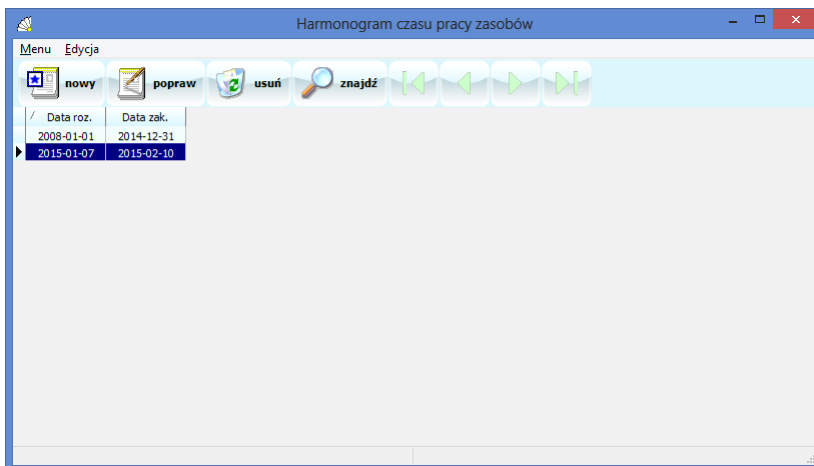 Harmonogram czasu pracy zasobów
Menu Edycja
nowy popraw usuń znajdź
Data roz. Data zak.
2008-01-01 2014-12-31
2015-01-07 2015-02-10